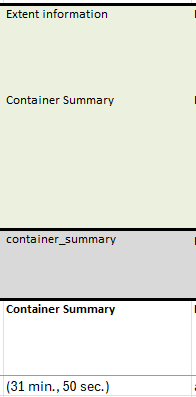 Extent information
Container Summary
container_summary
Container Summary
(31 min., 50 sec.)